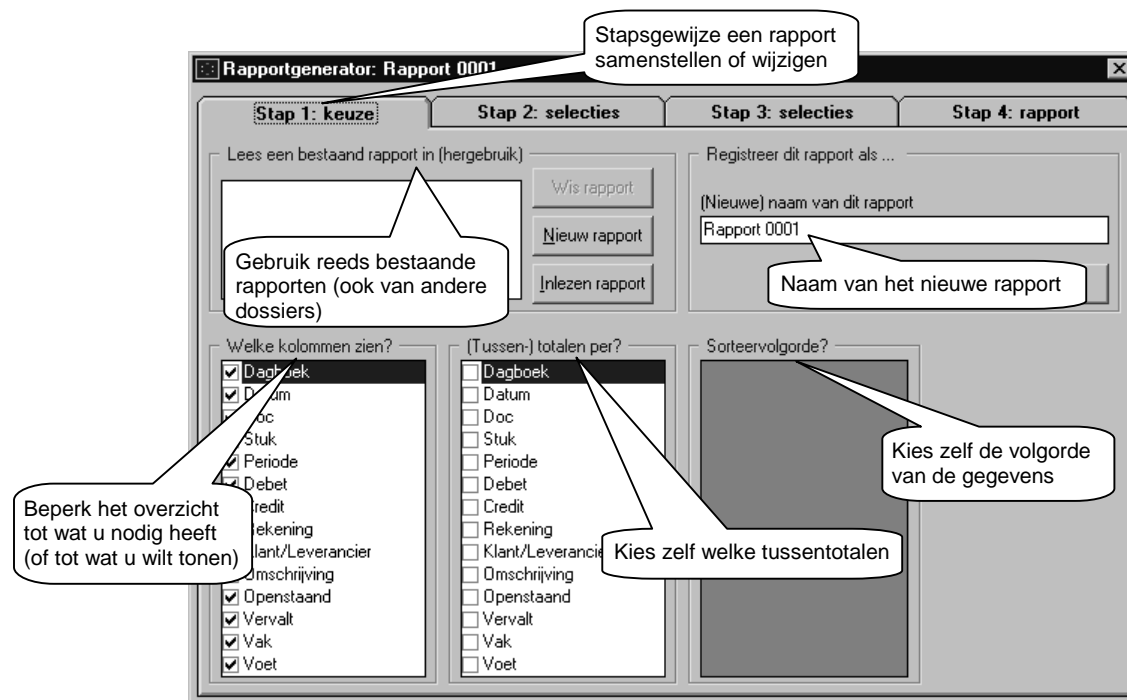 Stapsgewijze een rapport
samenstellen of wijzigen
Rapportgenerator: Rapport 0001
Stap 1: keuze
Stap 2: selecties
Stap 3: selecties
Stap 4: rapport
Lees een bestaand rapport in (hergebruik)
Wis rapport
Nieuw rapport
Inlezen rapport
Gebruik reeds bestaande
rapporten (ook van andere
dossiers)
Registreer dit rapport als ...
(Nieuwe) naam van dit rapport
Rapport 0001
Naam van het nieuwe rapport
Welke kolommen zien?
Dagboek
Datum
Doc
Stuk
Periode
Debet
Credit
Rekening
Klant/Leverancier
Omschrijving
Openstaand
Vervalt
Vak
Voet
Beperk het overzicht
tot wat u nodig heeft
(of tot wat u wilt tonen)
(Tussen-) totalen per?
Dagboek
Datum
Doc
Stuk
Periode
Debet
Credit
Rekening
Klant/Leverancie
Omschrijving
Openstaand
Vervalt
Vak
Voet
Kies zelf welke tussentotalen
Sorteervolgorde?
Kies zelf de volgorde
van de gegevens